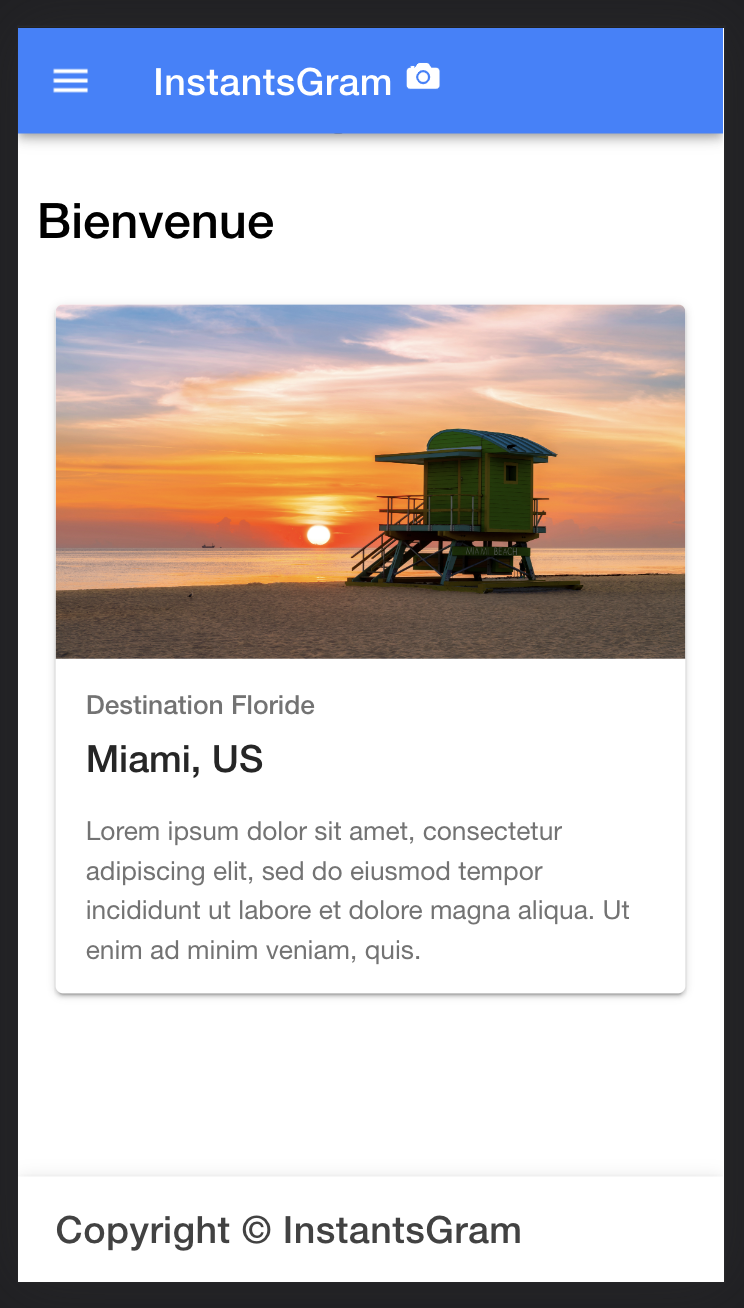 InstantsGram
Bienvenue
MIAMI BEACH
Destination Floride
Miami, US
Lorem ipsum dolor sit amet, consectetur
adipiscing elit, sed do eiusmod tempor
incididunt ut labore et dolore magna aliqua. Ut
enim ad minim veniam, quis.
Copyright © InstantsGram